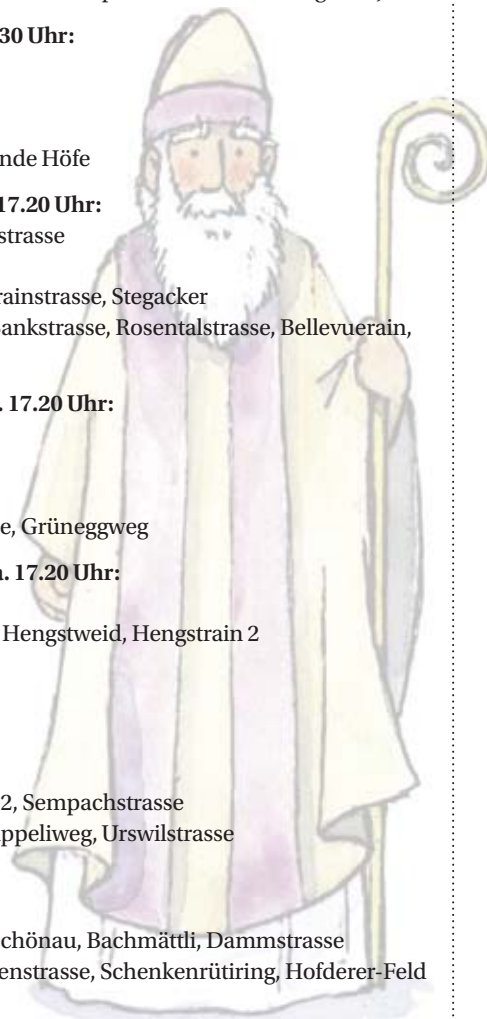 30 Uhr:
nde Höfe
17.20 Uhr:
strasse
rainstrasse, Stegacker
Bankstrasse, Rosentalstrasse, Bellevuerain,
. 17.20 Uhr:
e, Grüneggweg
a. 17.20 Uhr:
Hengstweid, Hengstrain 2
2, Sempachstrasse
ppeliweg, Urswilstrasse
chönau, Bachmättli, Dammstrasse
enstrasse, Schenkenrütiring, Hofderer-Feld